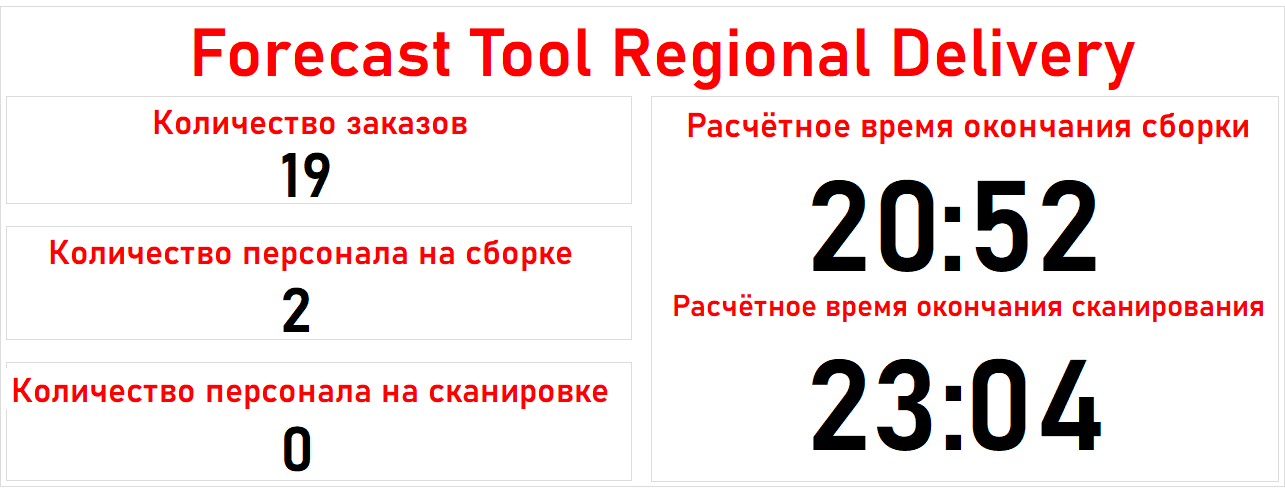 Forecast Tool Regional Delivery
Количество заказов
19
Количество персонала на сборке
2
Количество персонала на сканировке
0
Расчётное время окончания сборки
20:52
Расчётное время окончания сканирования
23:04